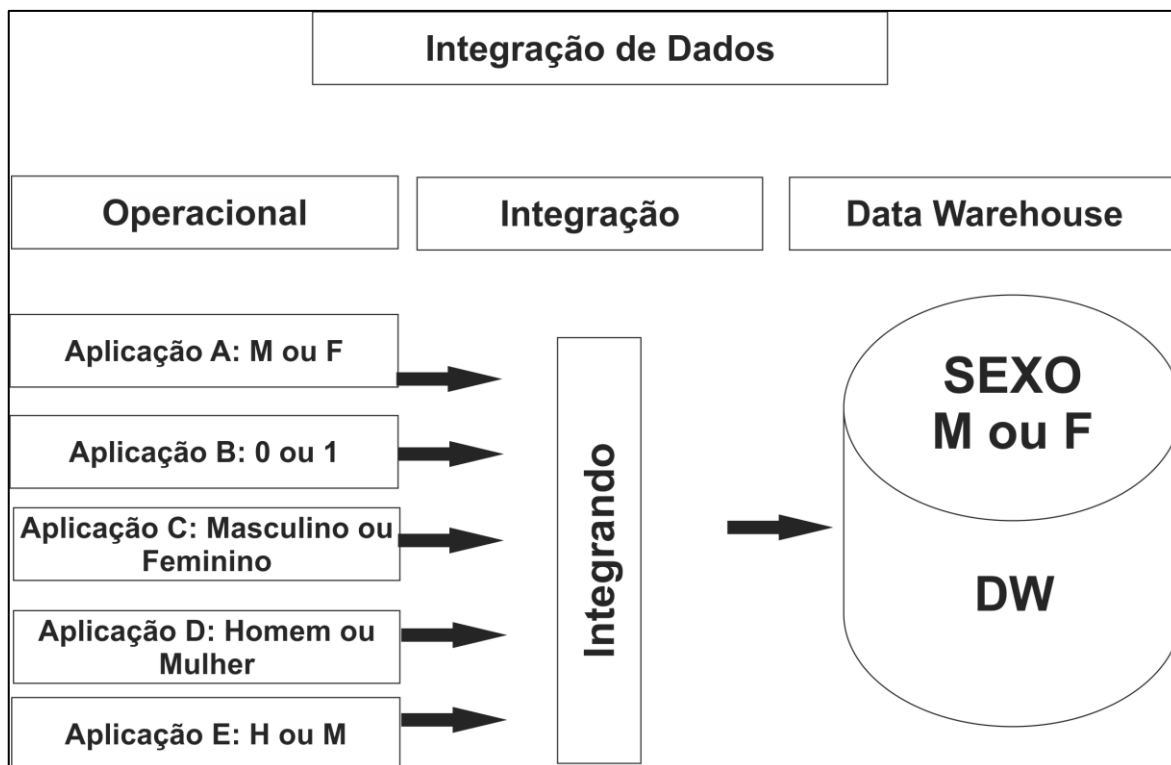 Integração de Dados
Operacional
Integração
Data Warehouse
Aplicação A: M ou F
Aplicação B: 0 ou 1
Aplicação C: Masculino ou
Feminino
Aplicação D: Homem ou
Mulher
Aplicação E: H ou M
Integrando
SEXO
M ou F
DW